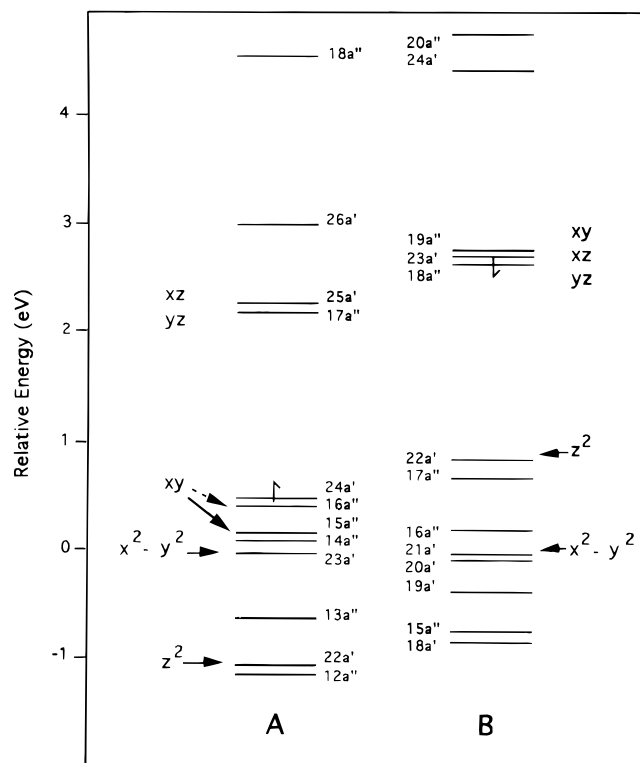 20a"
18a"
24a'
4
3
26a'
xy
19a"
xz
23a'
xz
25a'
18a"
yz
yz
17a"
2
Relative Energy (eV)
z²
22a'
1
17a"
xy
24a'
16a"
15a"
16a"
x² - y²
14a"
21a'
x² - y²
0
23a'
20a'
19a'
13a"
15a"
z²
22a'
18a'
-1
12a"
A
B